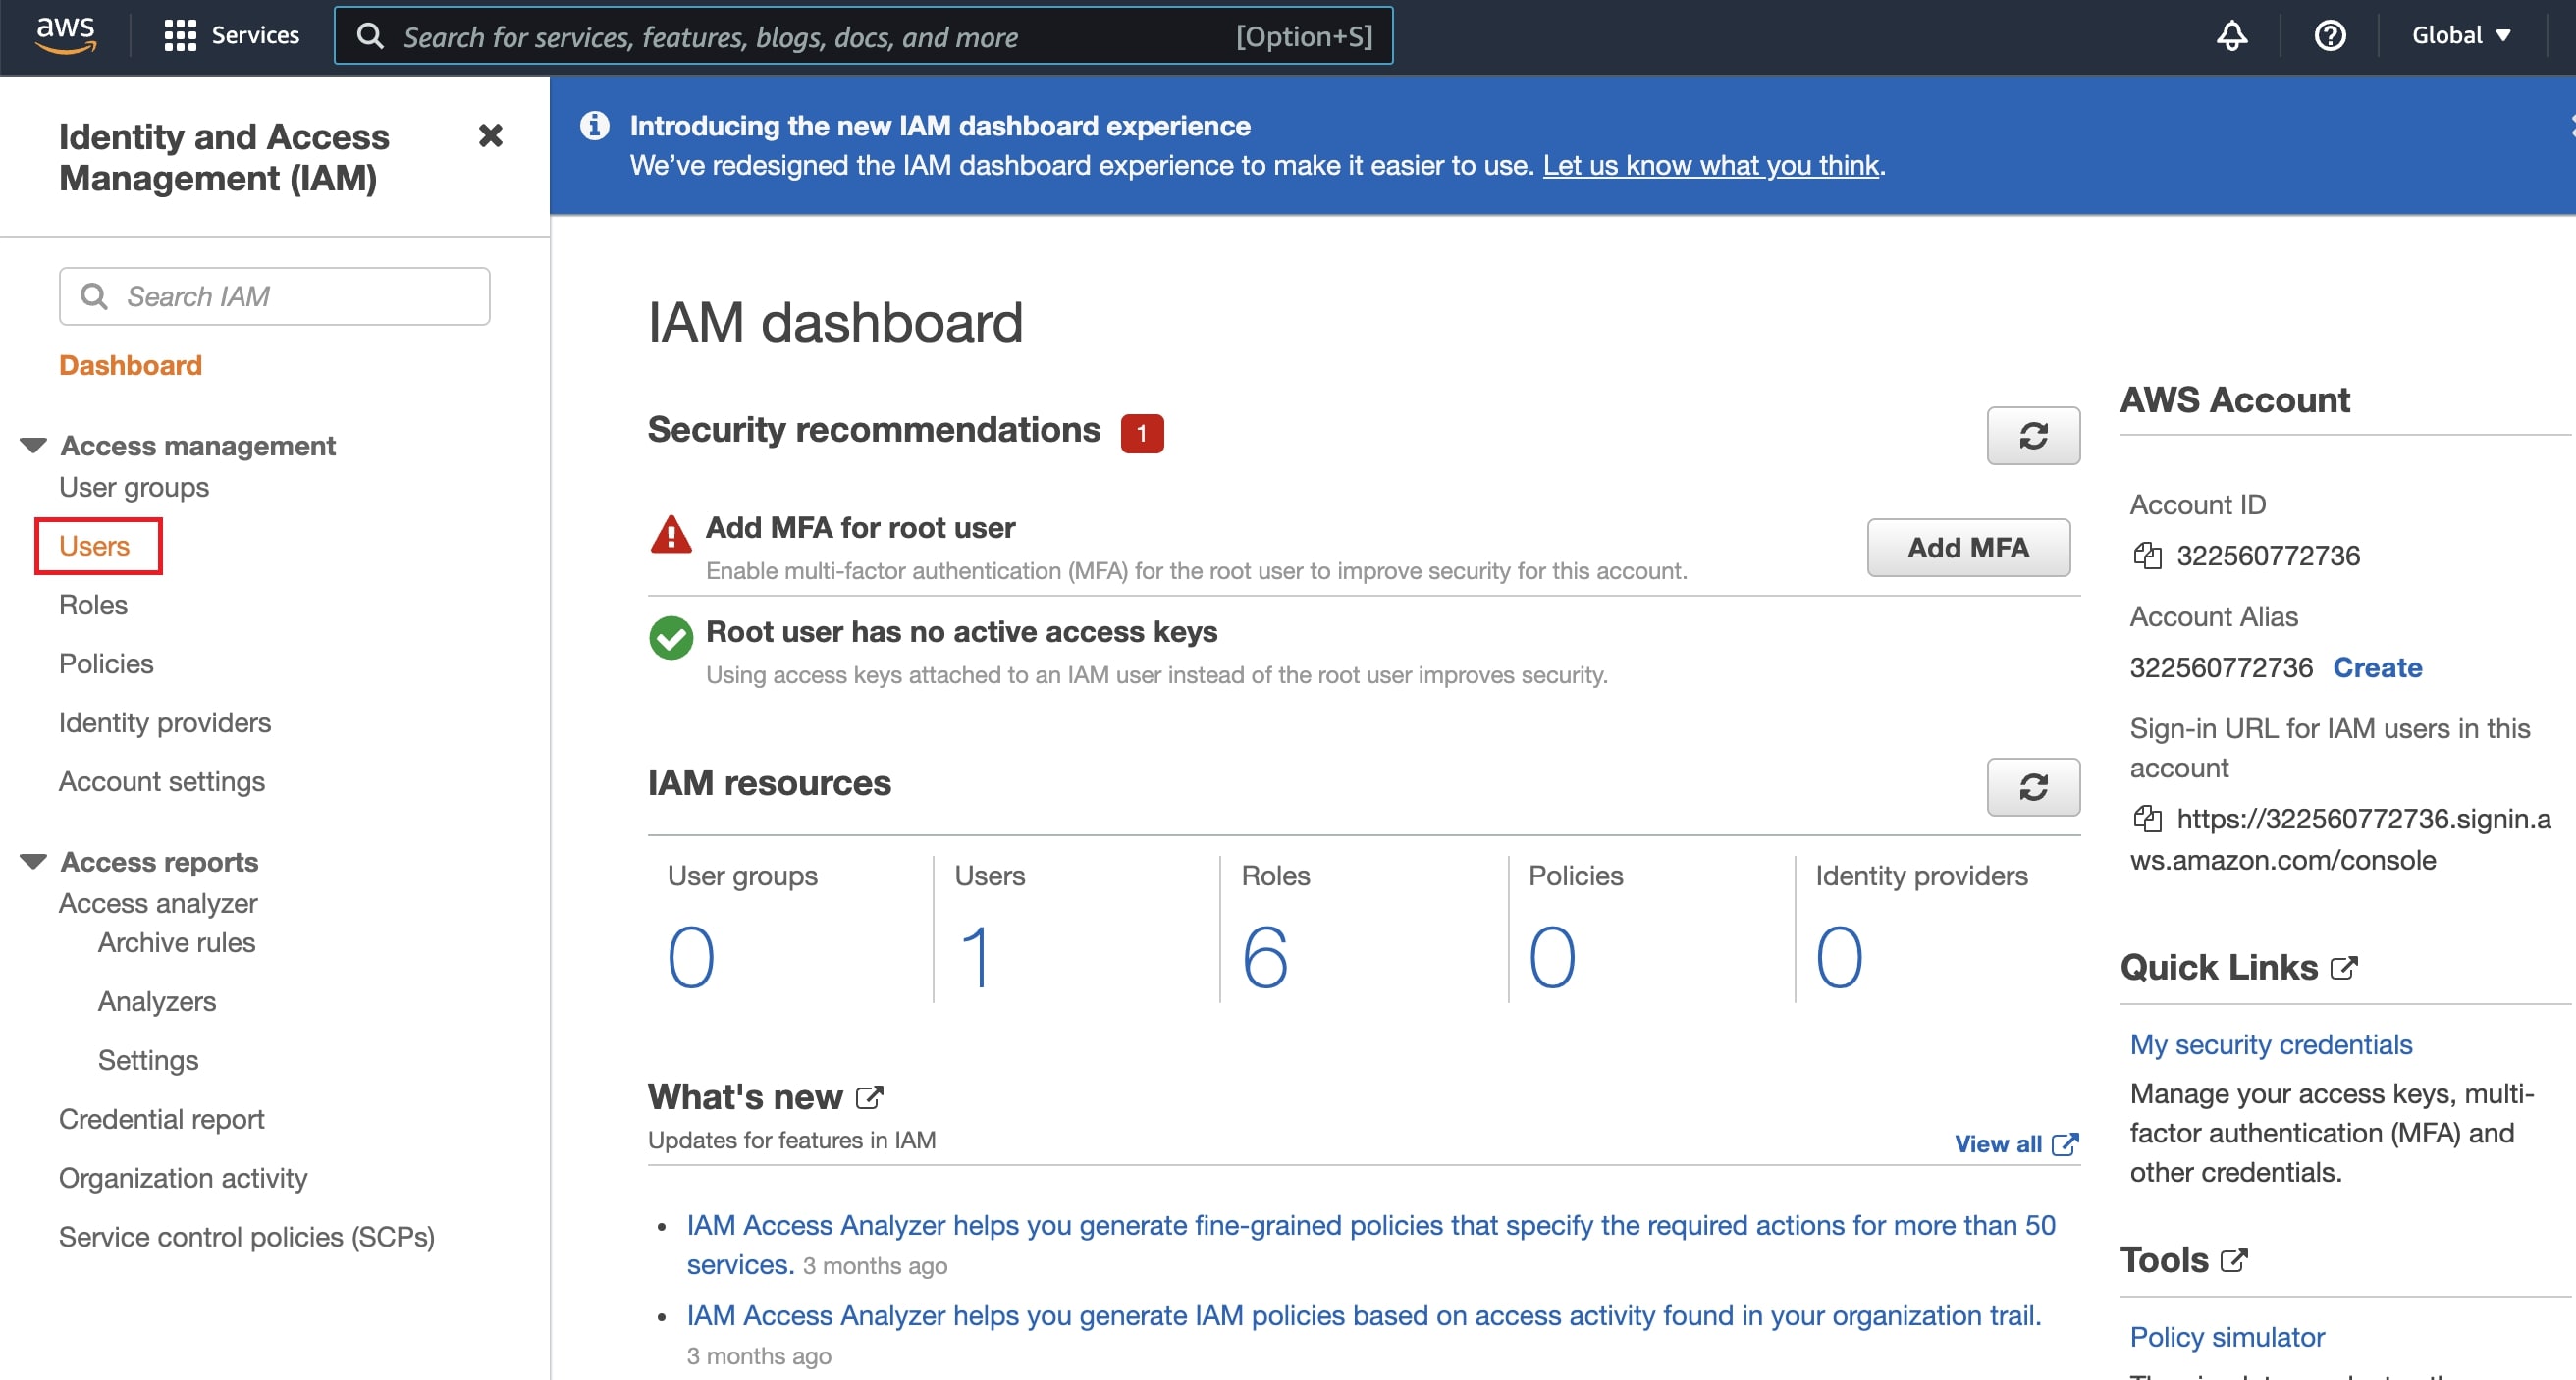 aws
Services
Search for services, features, blogs, docs, and more
[Option+S]
Global
Identity and Access
Management (IAM)
Search IAM
Dashboard
Access management
User groups
Users
Roles
Policies
Identity providers
Account settings
Access reports
Access analyzer
Archive rules
Analyzers
Settings
Credential report
Organization activity
Service control policies (SCPs)
Introducing the new IAM dashboard experience
We've redesigned the IAM dashboard experience to make it easier to use. Let us know what you think.
IAM dashboard
Security recommendations 1
Add MFA for root user
Enable multi-factor authentication (MFA) for the root user to improve security for this account.
Add MFA
Root user has no active access keys
Using access keys attached to an IAM user instead of the root user improves security.
IAM resources
User groups
0
Users
1
Roles
6
Policies
0
Identity providers
0
What's new
Updates for features in IAM
View all
• IAM Access Analyzer helps you generate fine-grained policies that specify the required actions for more than 50
services. 3 months ago
• IAM Access Analyzer helps you generate IAM policies based on access activity found in your organization trail.
3 months ago
AWS Account
Account ID
322560772736
Account Alias
322560772736 Create
Sign-in URL for IAM users in this
account
https://322560772736.signin.a
ws.amazon.com/console
Quick Links
My security credentials
Manage your access keys, multi-
factor authentication (MFA) and
other credentials.
Tools
Policy simulator